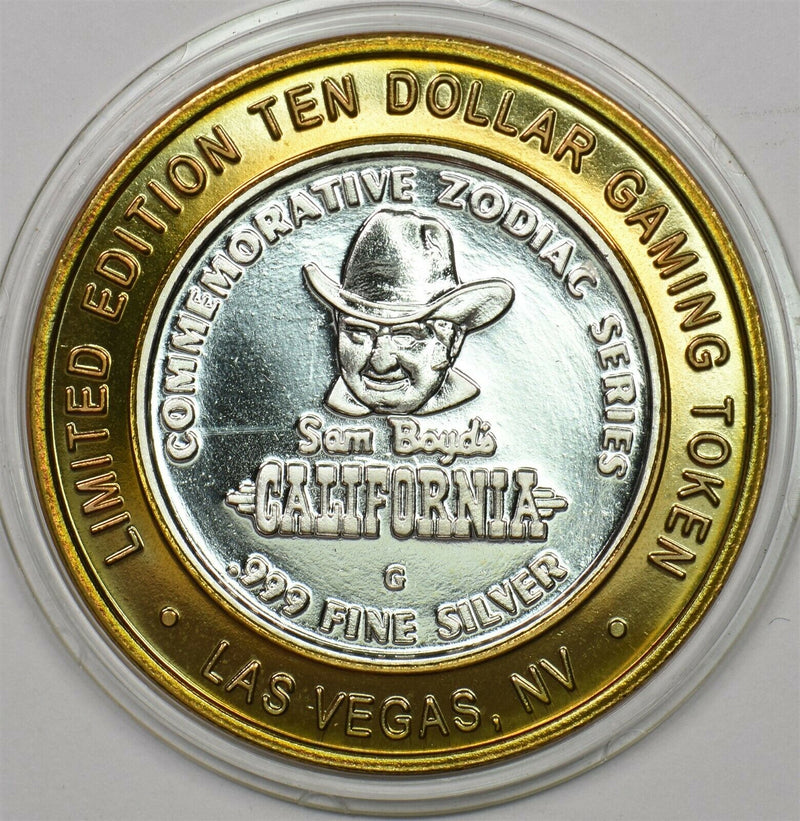 LIMITED EDITION TEN DOLLAR GAMING TOKEN
• LAS VEGAS, NV •
COMMEMORATIVE ZODIAC SERIES
Sam Boyd's
CALIFORNIA
G
.999 FINE SILVER